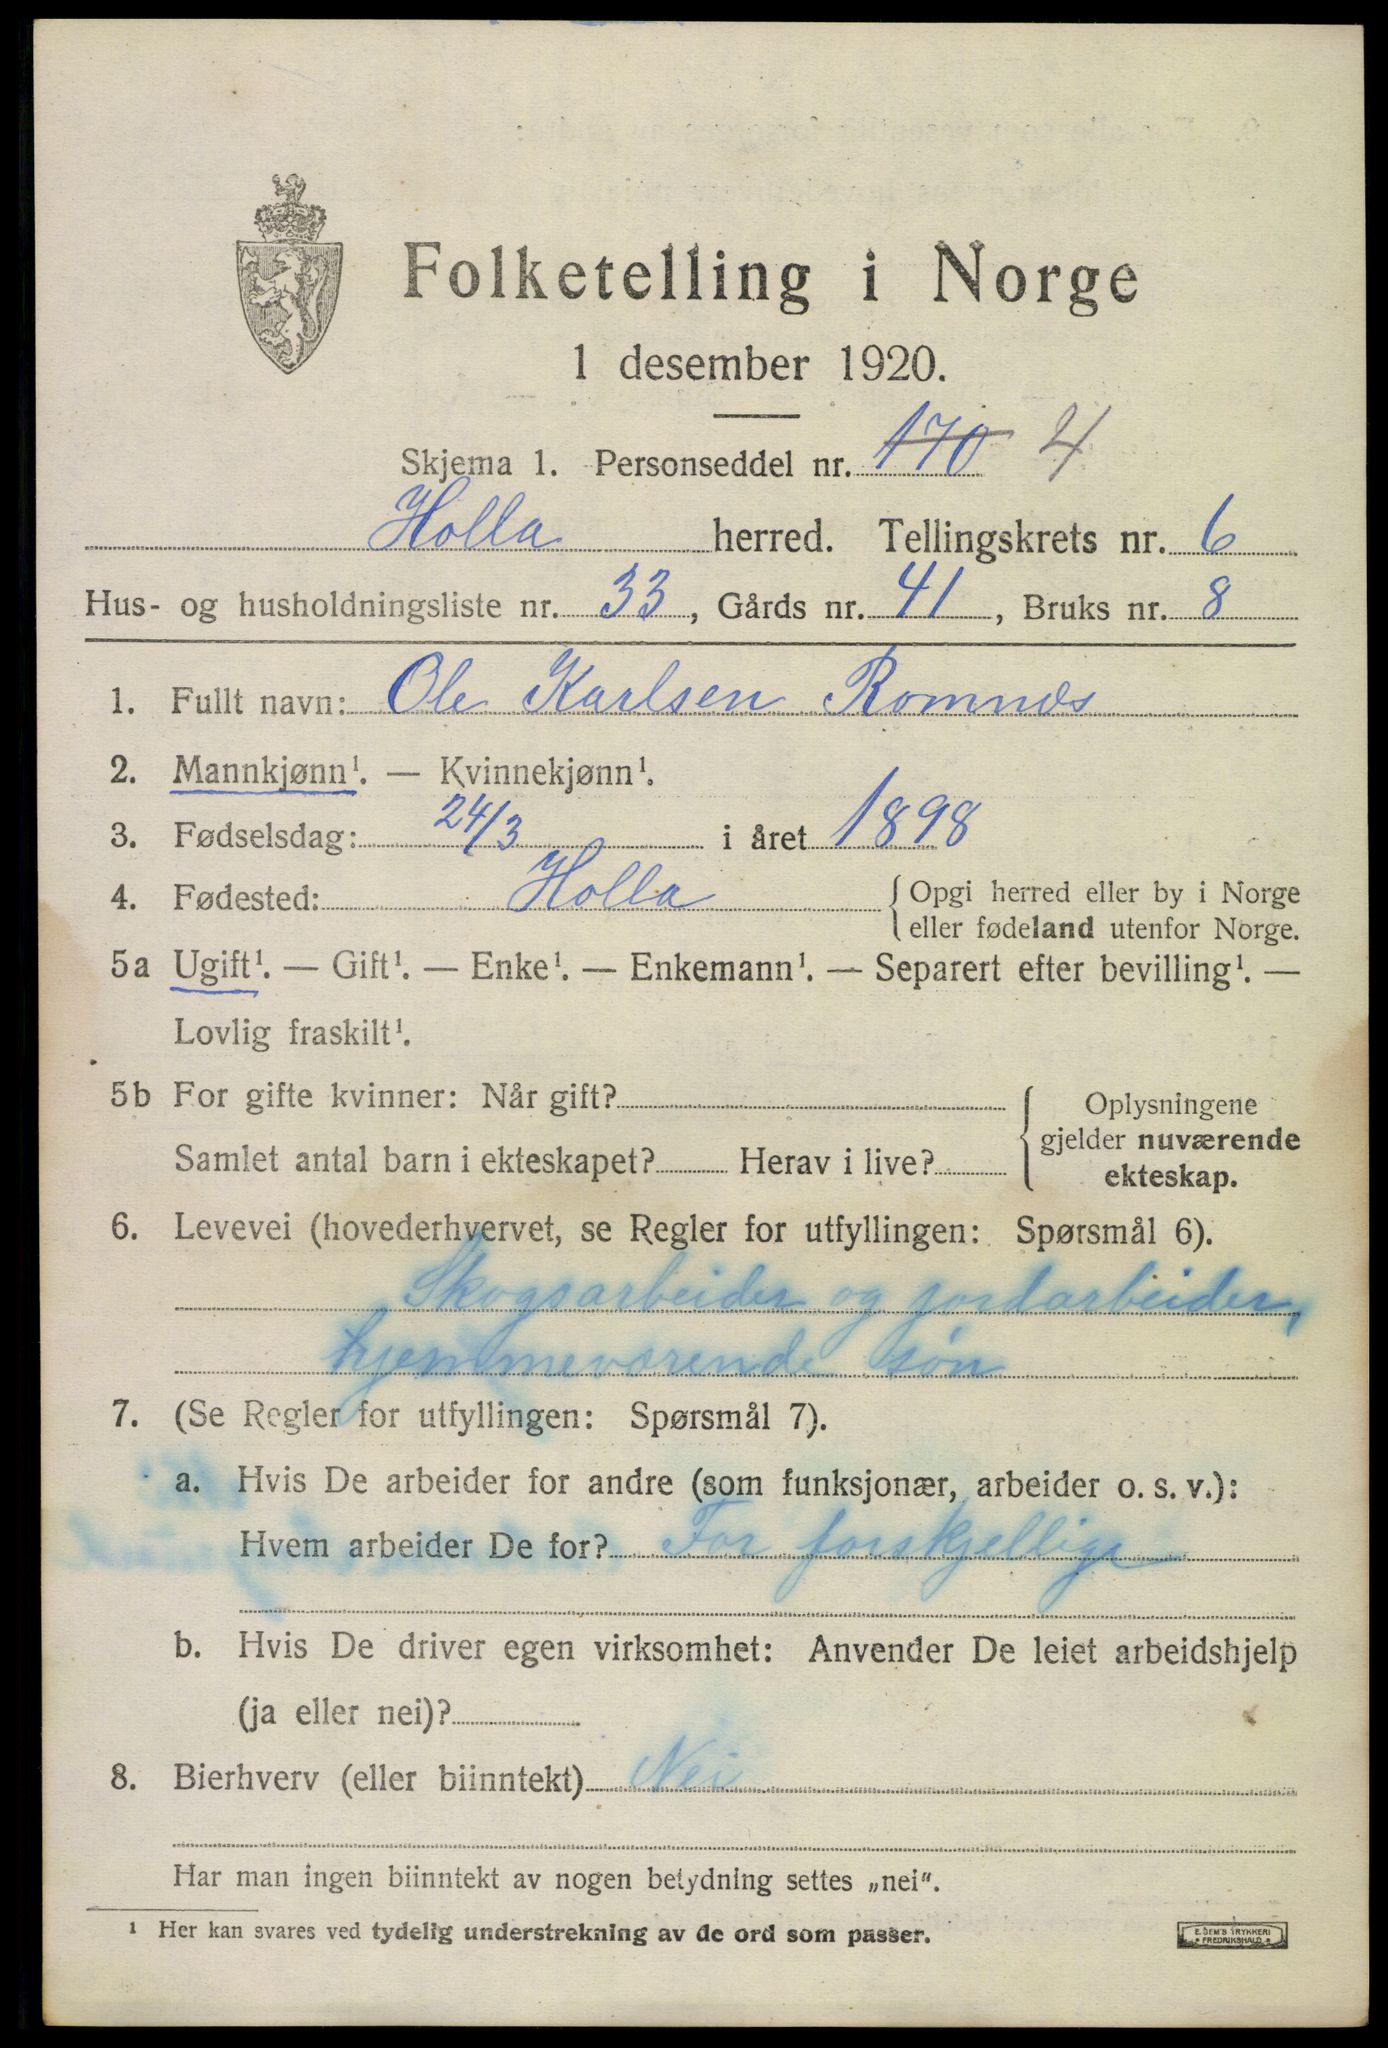 Folketelling i Norge
1 desember 1920.
Skjema 1. Personseddel nr. 170 4
Holla herred. Tellingskrets nr. 6
Hus- og husholdningsliste nr. 33, Gårds nr. 41, Bruks nr. 8
1. Fullt navn: Ole Karlsen Romnes
2. Mannkjønn¹. — Kvinnekjønn¹.
3. Fødselsdag: 24/3 i året 1898
4. Fødested: Holla { Opgi herred eller by i Norge
eller fødeland utenfor Norge.
5a Ugift¹. — Gift¹. — Enke¹. — Enkemann¹. — Separert efter bevilling¹. —
Lovlig fraskilt¹.
5b For gifte kvinner: Når gift? { Oplysningene
gjelder nuværende
Samlet antal barn i ekteskapet? Herav i live?
ekteskap.
6. Levevei (hovederhvervet, se Regler for utfyllingen: Spørsmål 6).
Skogsarbeider og jordarbeider,
hjemmeværende søn
7. (Se Regler for utfyllingen: Spørsmål 7).
a. Hvis De arbeider for andre (som funksjonær, arbeider o. s. v.):
Hvem arbeider De for? For forskjellige
b. Hvis De driver egen virksomhet: Anvender De leiet arbeidshjelp
(ja eller nei)?
8. Bierhverv (eller biinntekt) Nei
Har man ingen biinntekt av nogen betydning settes „nei".
¹ Her kan svares ved tydelig understrekning av de ord som passer.
E. SEM'S TRYKKERI
FREDRIKSHALD